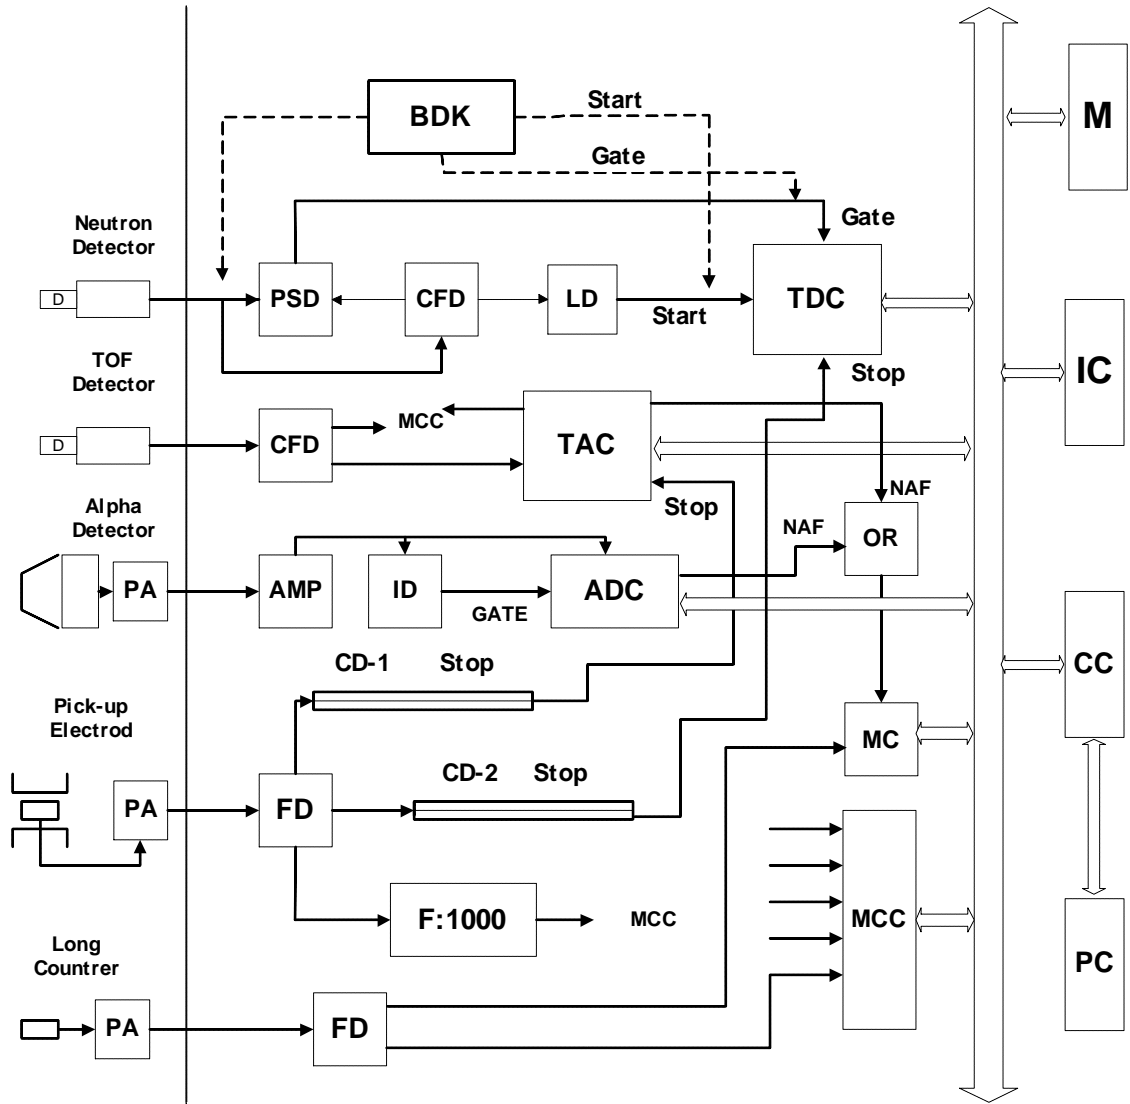 BDK
Start
Gate
M
Neutron
Detector
Gate
D
PSD
CFD
LD
Start
TDC
IC
TOF
Detector
Stop
D
CFD
MCC
TAC
Stop
NAF
Alpha
Detector
NAF
OR
PA
AMP
ID
GATE
ADC
CD-1 Stop
CC
Pick-up
Electrod
MC
CD-2 Stop
PA
FD
F:1000
MCC
MCC
Long
Countrer
PC
PA
FD